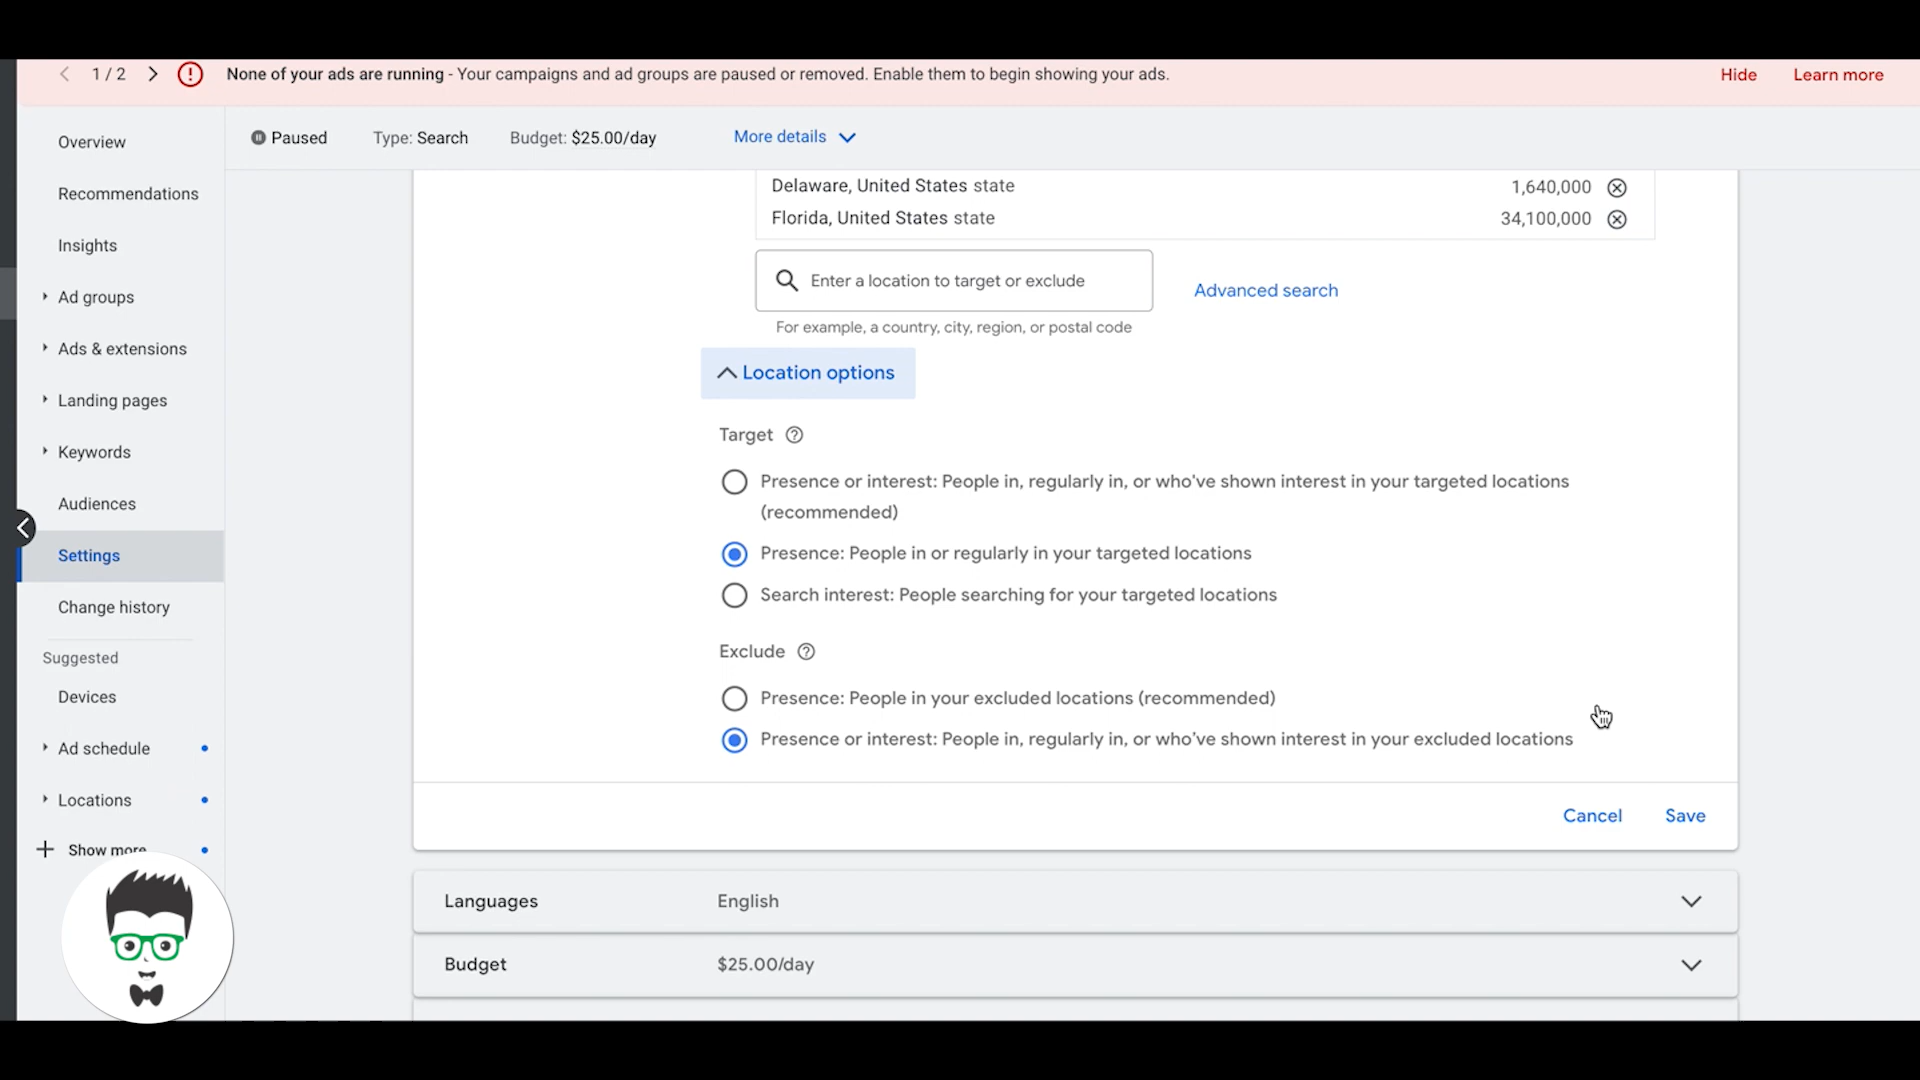 1 / 2
None of your ads are running - Your campaigns and ad groups are paused or removed. Enable them to begin showing your ads.
Hide
Learn more
Overview
Recommendations
Insights
Ad groups
Ads & extensions
Landing pages
Keywords
Audiences
Settings
Change history
Suggested
Devices
Ad schedule
Locations
Show more
Paused
Type: Search
Budget: $25.00/day
More details
Delaware, United States state 1,640,000
Florida, United States state 34,100,000
Enter a location to target or exclude
Advanced search
For example, a country, city, region, or postal code
Location options
Target
Presence or interest: People in, regularly in, or who've shown interest in your targeted locations
(recommended)
Presence: People in or regularly in your targeted locations
Search interest: People searching for your targeted locations
Exclude
Presence: People in your excluded locations (recommended)
Presence or interest: People in, regularly in, or who've shown interest in your excluded locations
Cancel
Save
Languages English
Budget $25.00/day